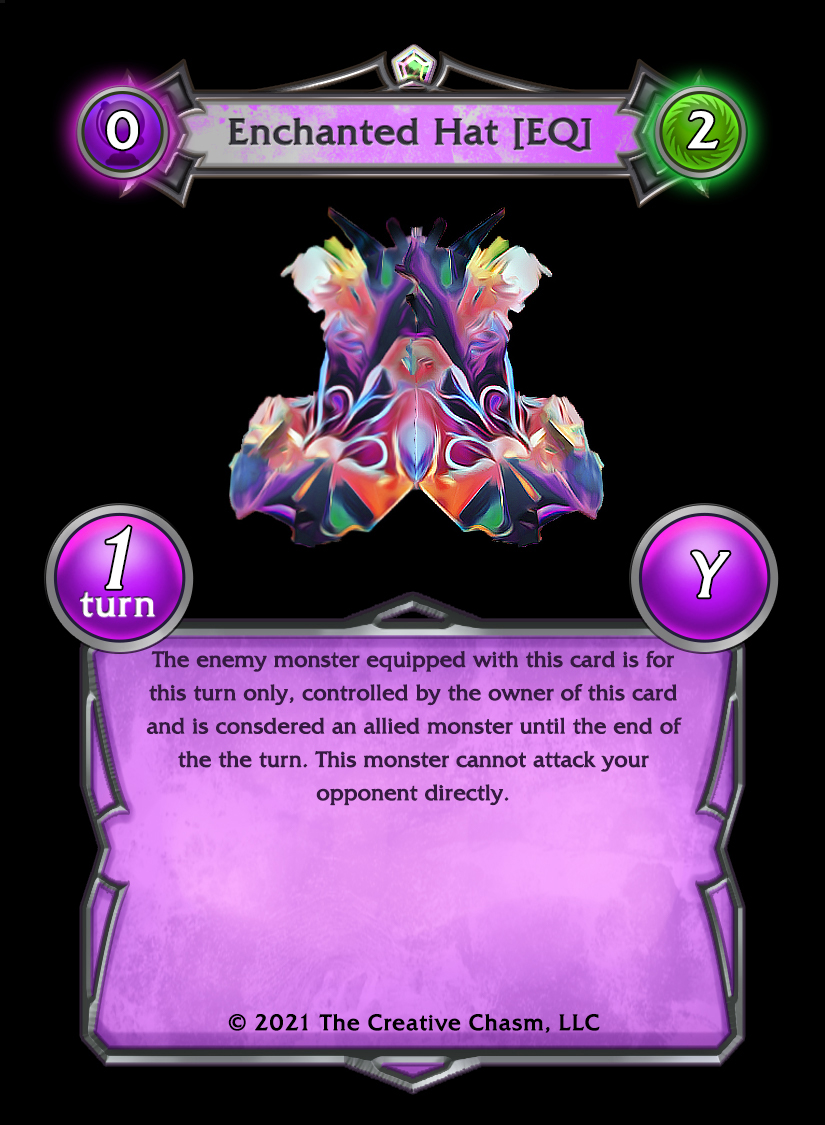 0
Enchanted Hat [EQ]
2
1
turn
Y
The enemy monster equipped with this card is for
this turn only, controlled by the owner of this card
and is consdered an allied monster until the end of
the the turn. This monster cannot attack your
opponent directly.
© 2021 The Creative Chasm, LLC